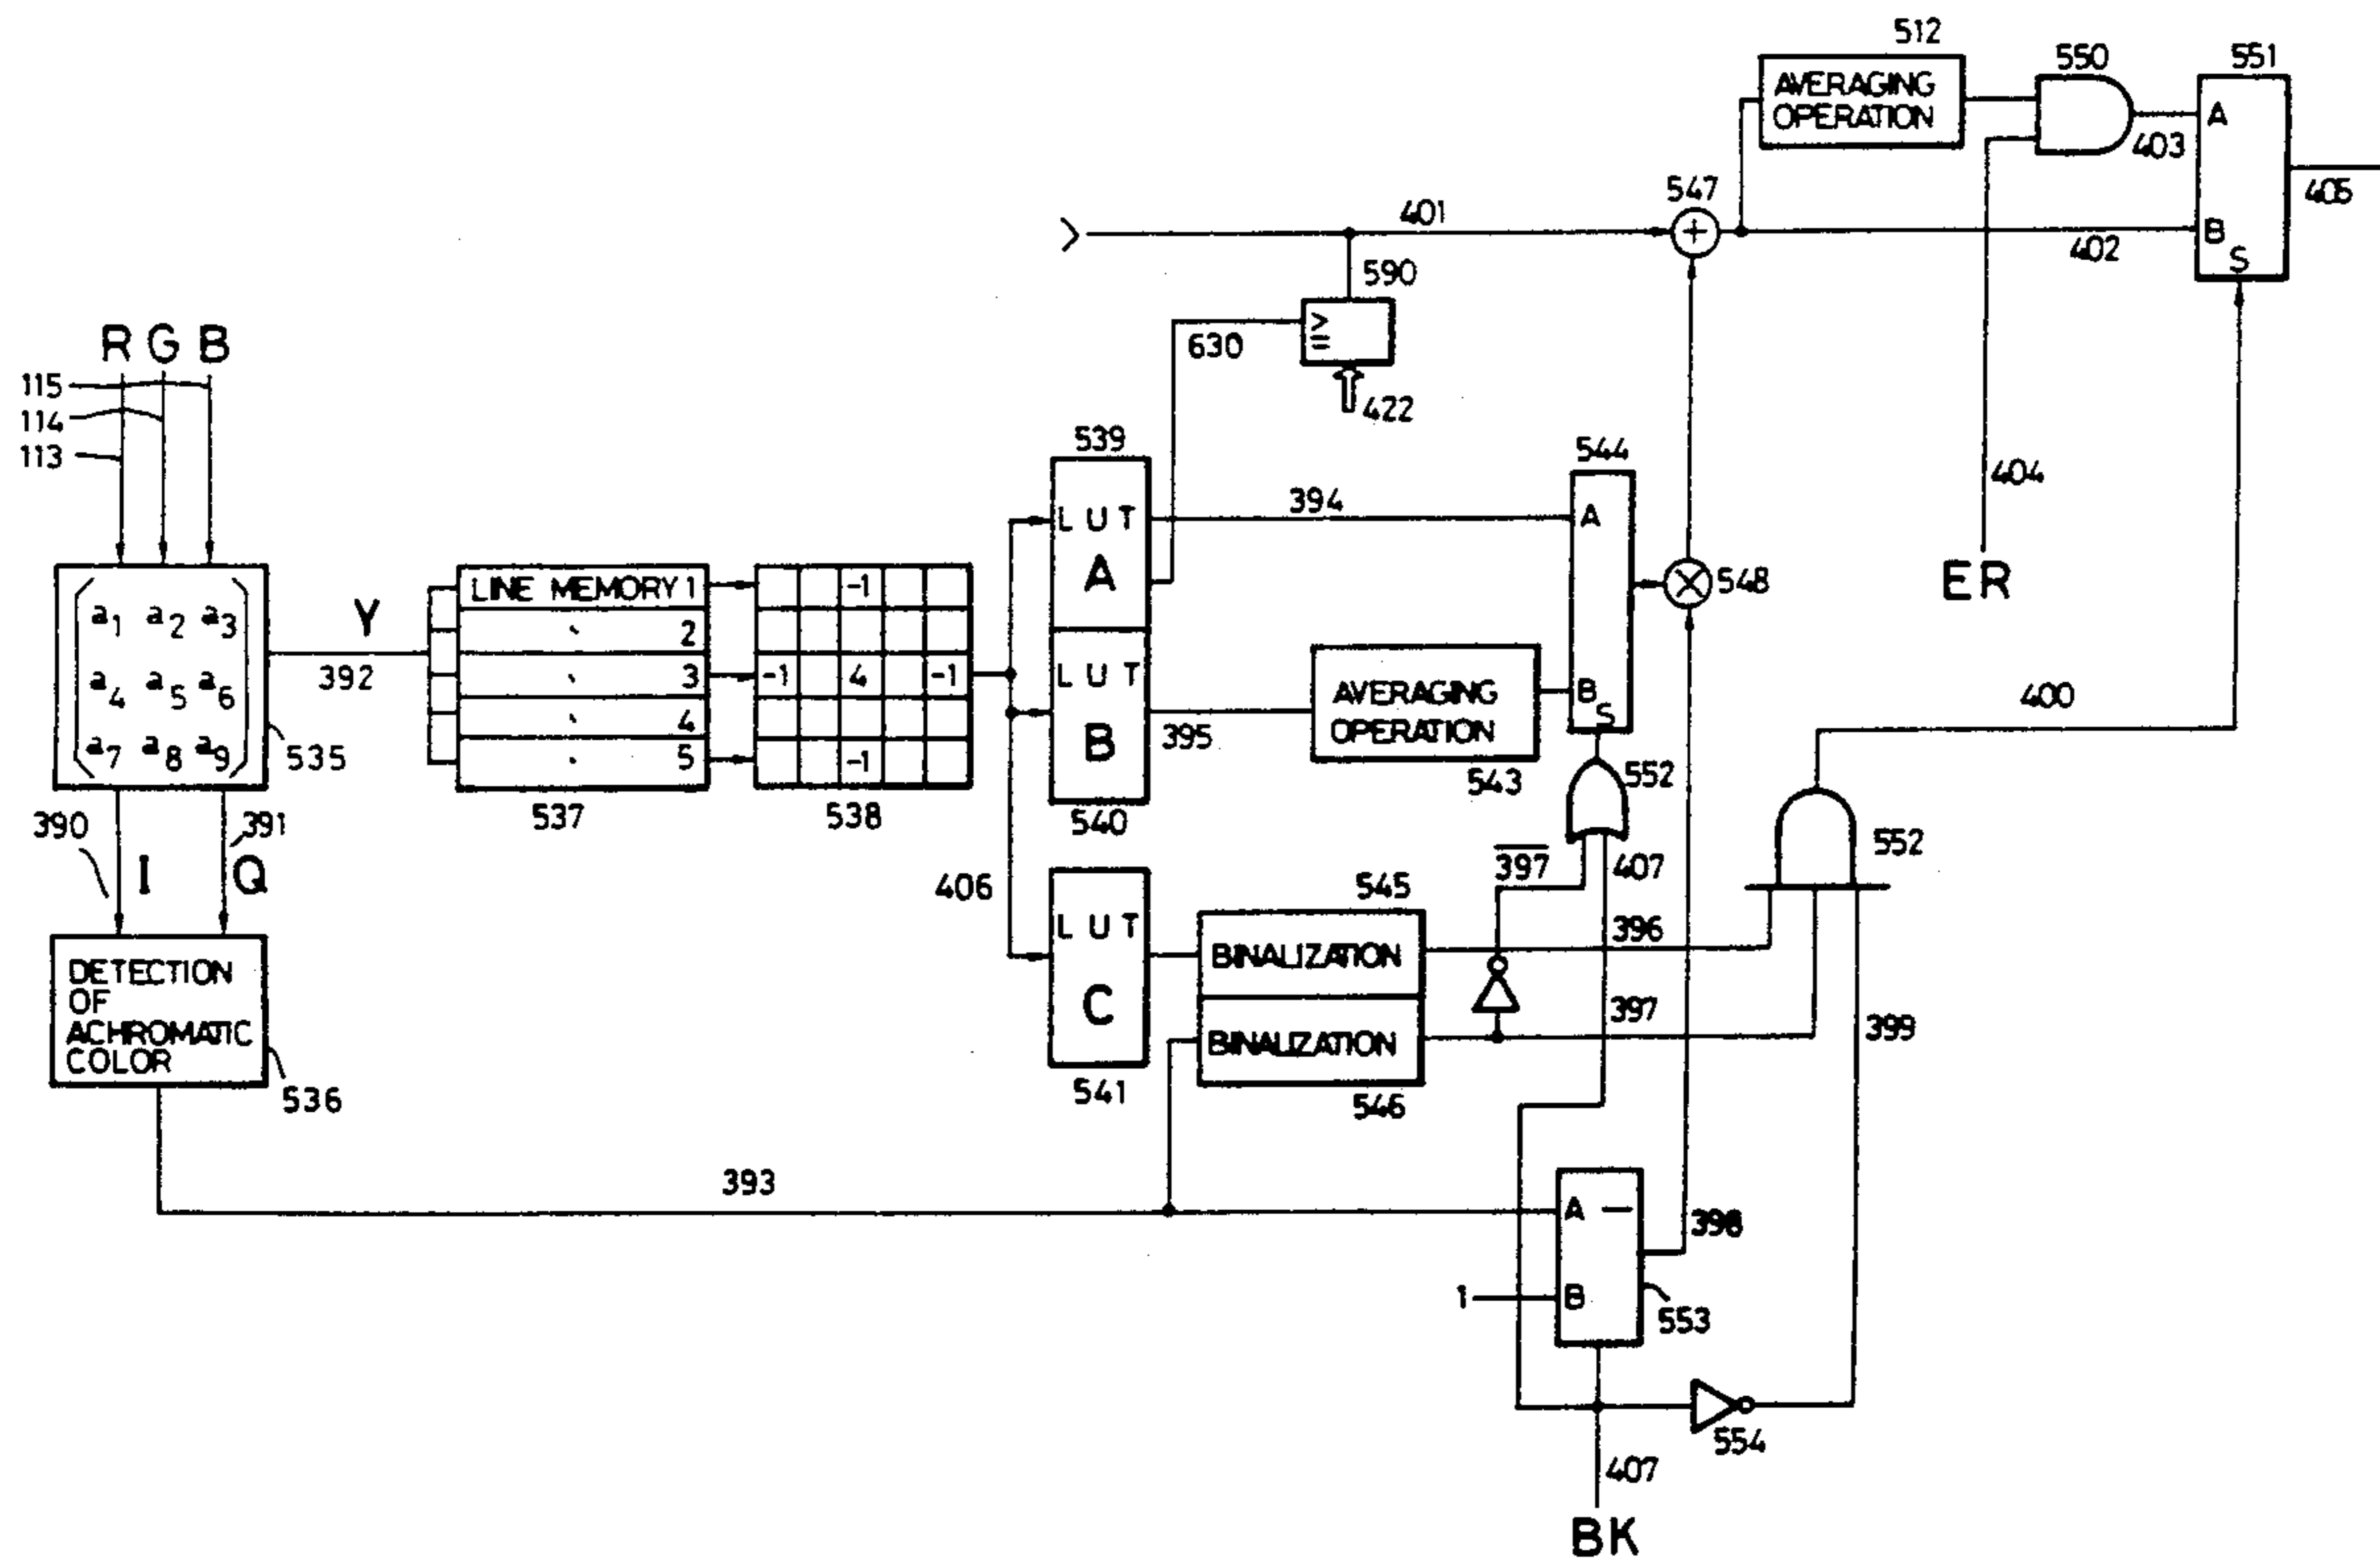 512
550
551
AVERAGING
OPERATION
A
403
405
547
401
B
402
S
590
≥
630
422
R G B
115
114
113
539
544
404
LUT
A
394
A
548
ER
a1 a2 a3
a4 a5 a6
a7 a8 a9
535
Y
392
LINE MEMORY 1
2
3
4
5
537
-1
-1 4 -1
-1
538
LUT
B
395
540
AVERAGING
OPERATION
543
B
S
552
400
390
391
I
Q
406
397
407
552
545
LUT
C
541
BINALIZATION
396
BINALIZATION
546
397
399
DETECTION
OF
ACHROMATIC
COLOR
536
393
A —
398
1
B
553
554
407
BK